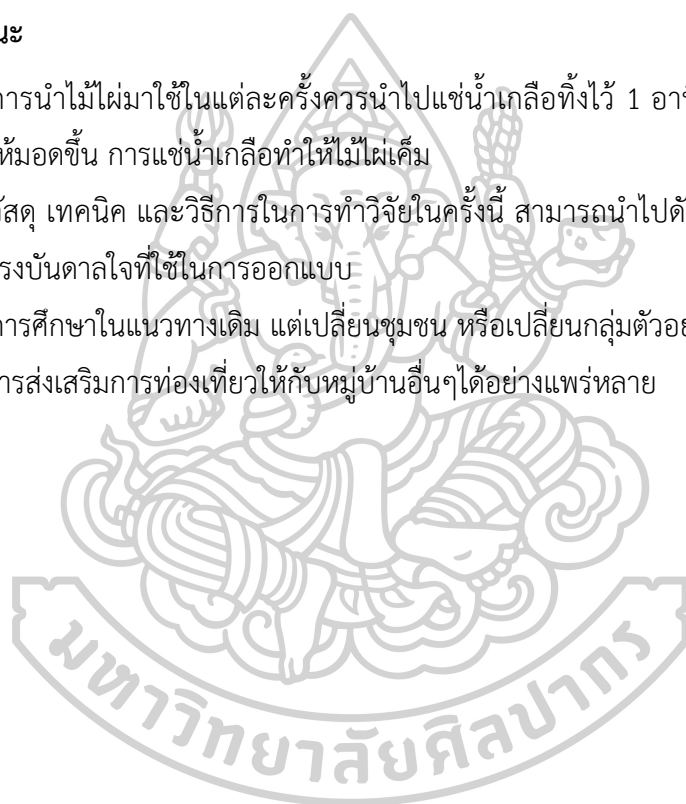 นะ
การนำไม้ไผ่มาใช้ในแต่ละครั้งควรนำไปแช่น้ำเกลือทิ้งไว้ 1 อา
ให้มอดขึ้น การแช่น้ำเกลือทำให้ไม้ไผ่เค็ม
วัสดุ เทคนิค และวิธีการในการทำวิจัยในครั้งนี้ สามารถนำไปดั
รงบันดาลใจที่ใช้ในการออกแบบ
การศึกษาในแนวทางเดิม แต่เปลี่ยนชุมชน หรือเปลี่ยนกลุ่มตัวอย
การส่งเสริมการท่องเที่ยวให้กับหมู่บ้านอื่นๆได้อย่างแพร่หลาย
มหาวิทยาลัยศิลปากร